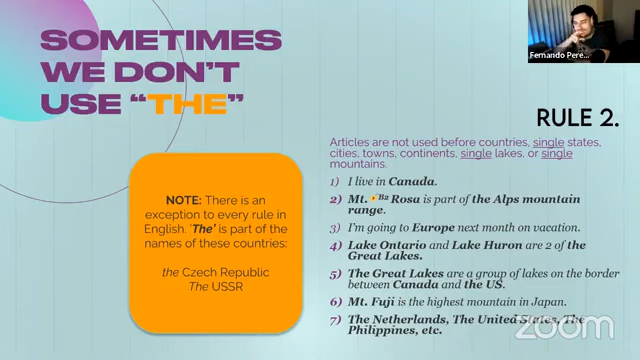 SOMETIMES
WE DON'T
USE "THE"
Fernando Pere...
RULE 2.
Articles are not used before countries, single states,
cities, towns, continents, single lakes, or single
mountains.
1) I live in Canada.
2) Mt. B2 Rosa is part of the Alps mountain
range.
3) I'm going to Europe next month on vacation.
4) Lake Ontario and Lake Huron are 2 of the
Great Lakes.
5) The Great Lakes are a group of lakes on the border
between Canada and the US.
6) Mt. Fuji is the highest mountain in Japan.
7) The Netherlands, The United States, The
Philippines, etc.
NOTE: There is an
exception to every rule in
English. 'The' is part of the
names of these countries:
the Czech Republic
The USSR
zoom